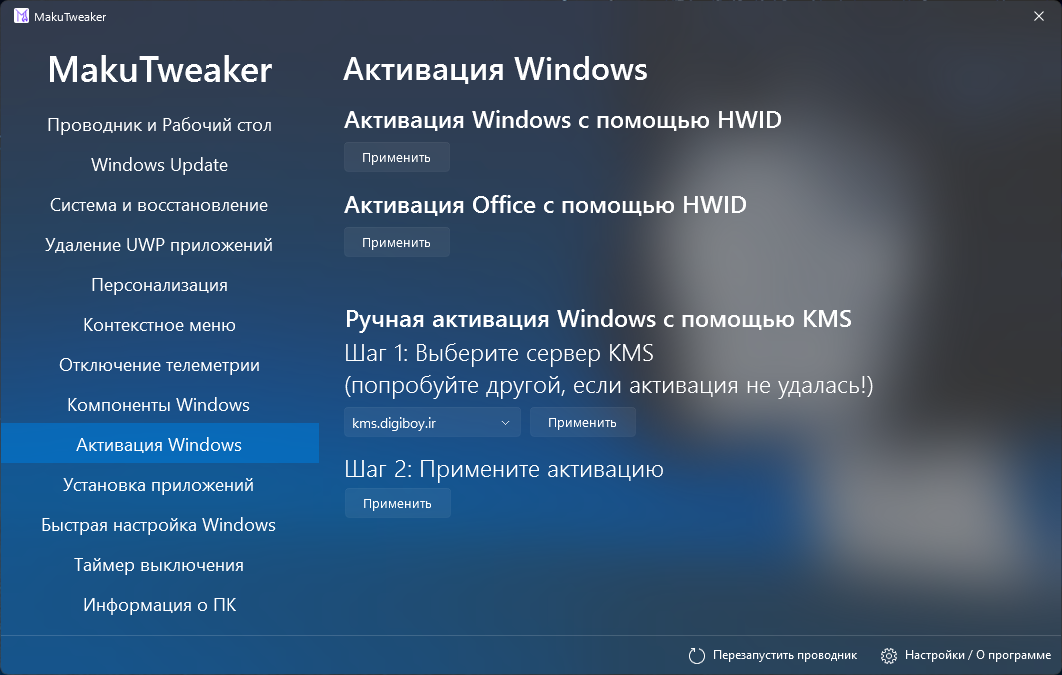 MakuTweaker
MakuTweaker
Проводник и Рабочий стол
Windows Update
Система и восстановление
Удаление UWP приложений
Персонализация
Контекстное меню
Отключение телеметрии
Компоненты Windows
Активация Windows
Установка приложений
Быстрая настройка Windows
Таймер выключения
Информация о ПК
Активация Windows
Активация Windows с помощью HWID
Применить
Активация Office с помощью HWID
Применить
Ручная активация Windows с помощью KMS
Шаг 1: Выберите сервер KMS
(попробуйте другой, если активация не удалась!)
kms.digiboy.ir
Применить
Шаг 2: Примените активацию
Применить
Перезапустить проводник
Настройки / О программе